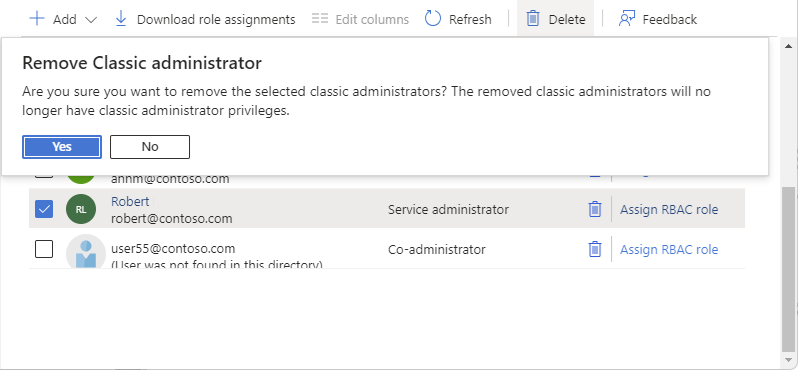 Add
Download role assignments
Edit columns
Refresh
Delete
Feedback
Remove Classic administrator
Are you sure you want to remove the selected classic administrators? The removed classic administrators will no
longer have classic administrator privileges.
Yes
No
annm@contoso.com
RL
Robert
robert@contoso.com
Service administrator
Assign RBAC role
user55@contoso.com
(User was not found in this directory)
Co-administrator
Assign RBAC role